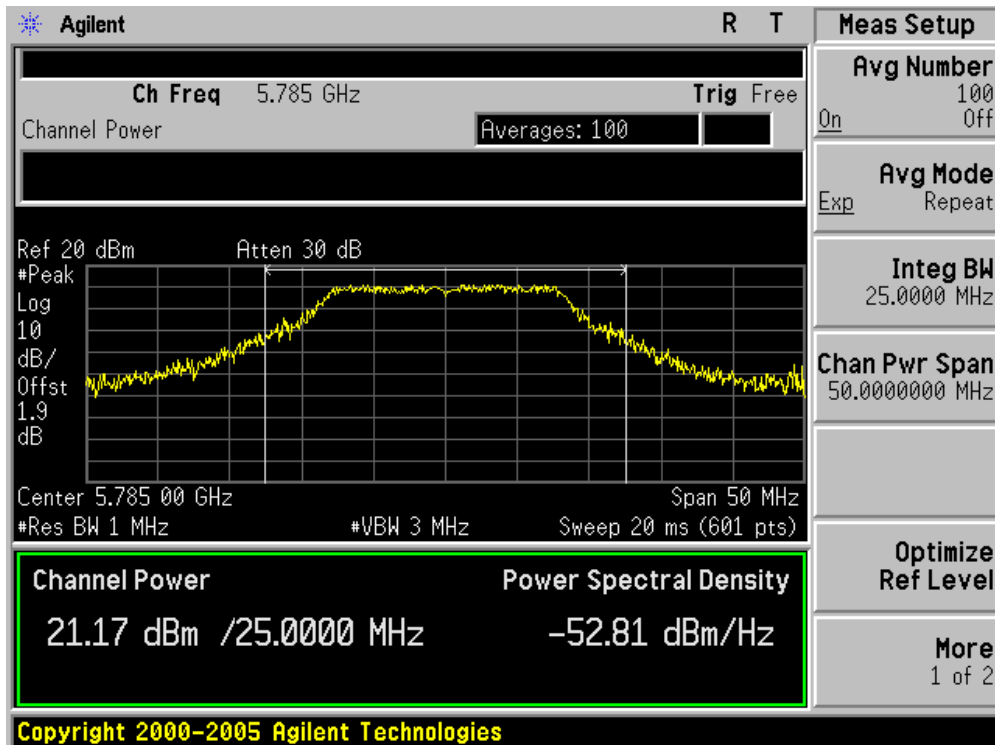 Agilent R T
Meas Setup
Ch Freq 5.785 GHz Trig Free
Channel Power Averages: 100
Ref 20 dBm Atten 30 dB
#Peak
Log
10
dB/
Offst
1.9
dB
Center 5.785 00 GHz Span 50 MHz
#Res BW 1 MHz #VBW 3 MHz Sweep 20 ms (601 pts)
Channel Power Power Spectral Density
21.17 dBm /25.0000 MHz -52.81 dBm/Hz
Copyright 2000-2005 Agilent Technologies
Avg Number
100
On Off
Avg Mode
Exp Repeat
Integ BW
25.0000 MHz
Chan Pwr Span
50.0000000 MHz
Optimize
Ref Level
More
1 of 2